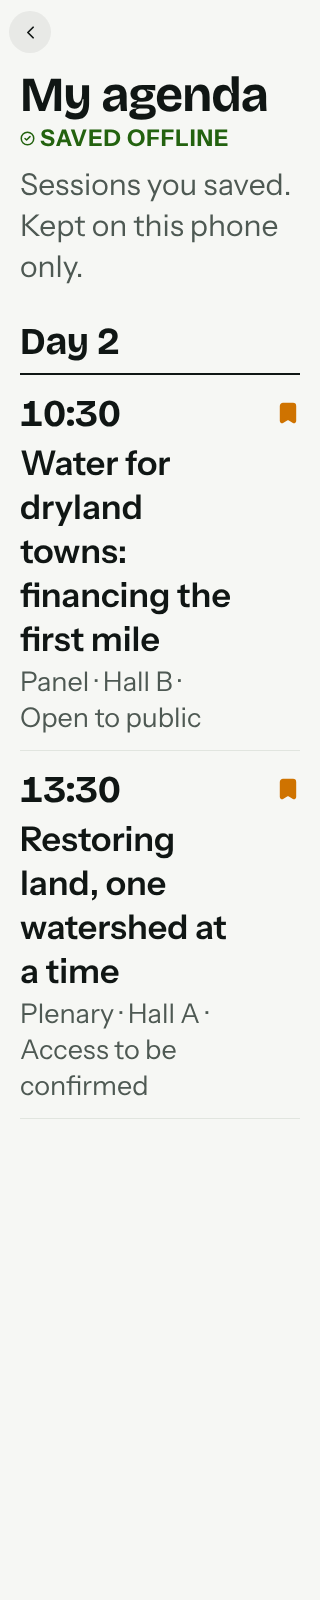 My agenda
SAVED OFFLINE
Sessions you saved.
Kept on this phone
only.
Day 2
10:30
Water for
dryland
towns:
financing the
first mile
Panel · Hall B ·
Open to public
13:30
Restoring
land, one
watershed at
a time
Plenary · Hall A ·
Access to be
confirmed